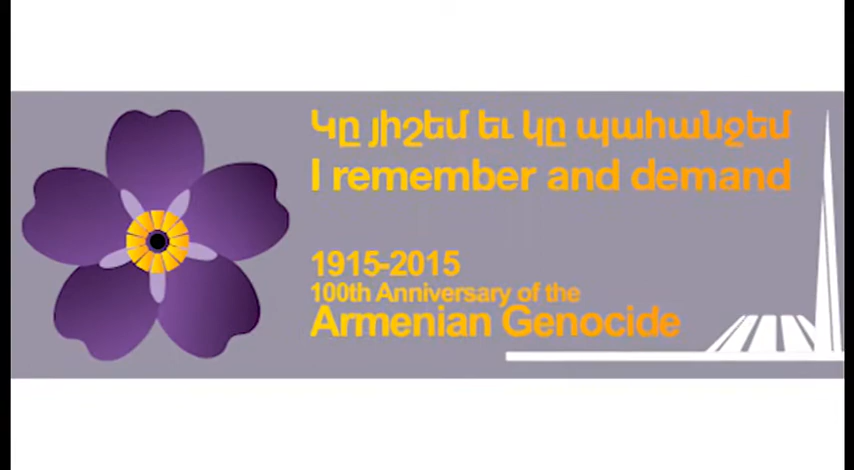 Կը յիշեմ եւ կը պահանջեմ
I remember and demand
1915-2015
100th Anniversary of the
Armenian Genocide